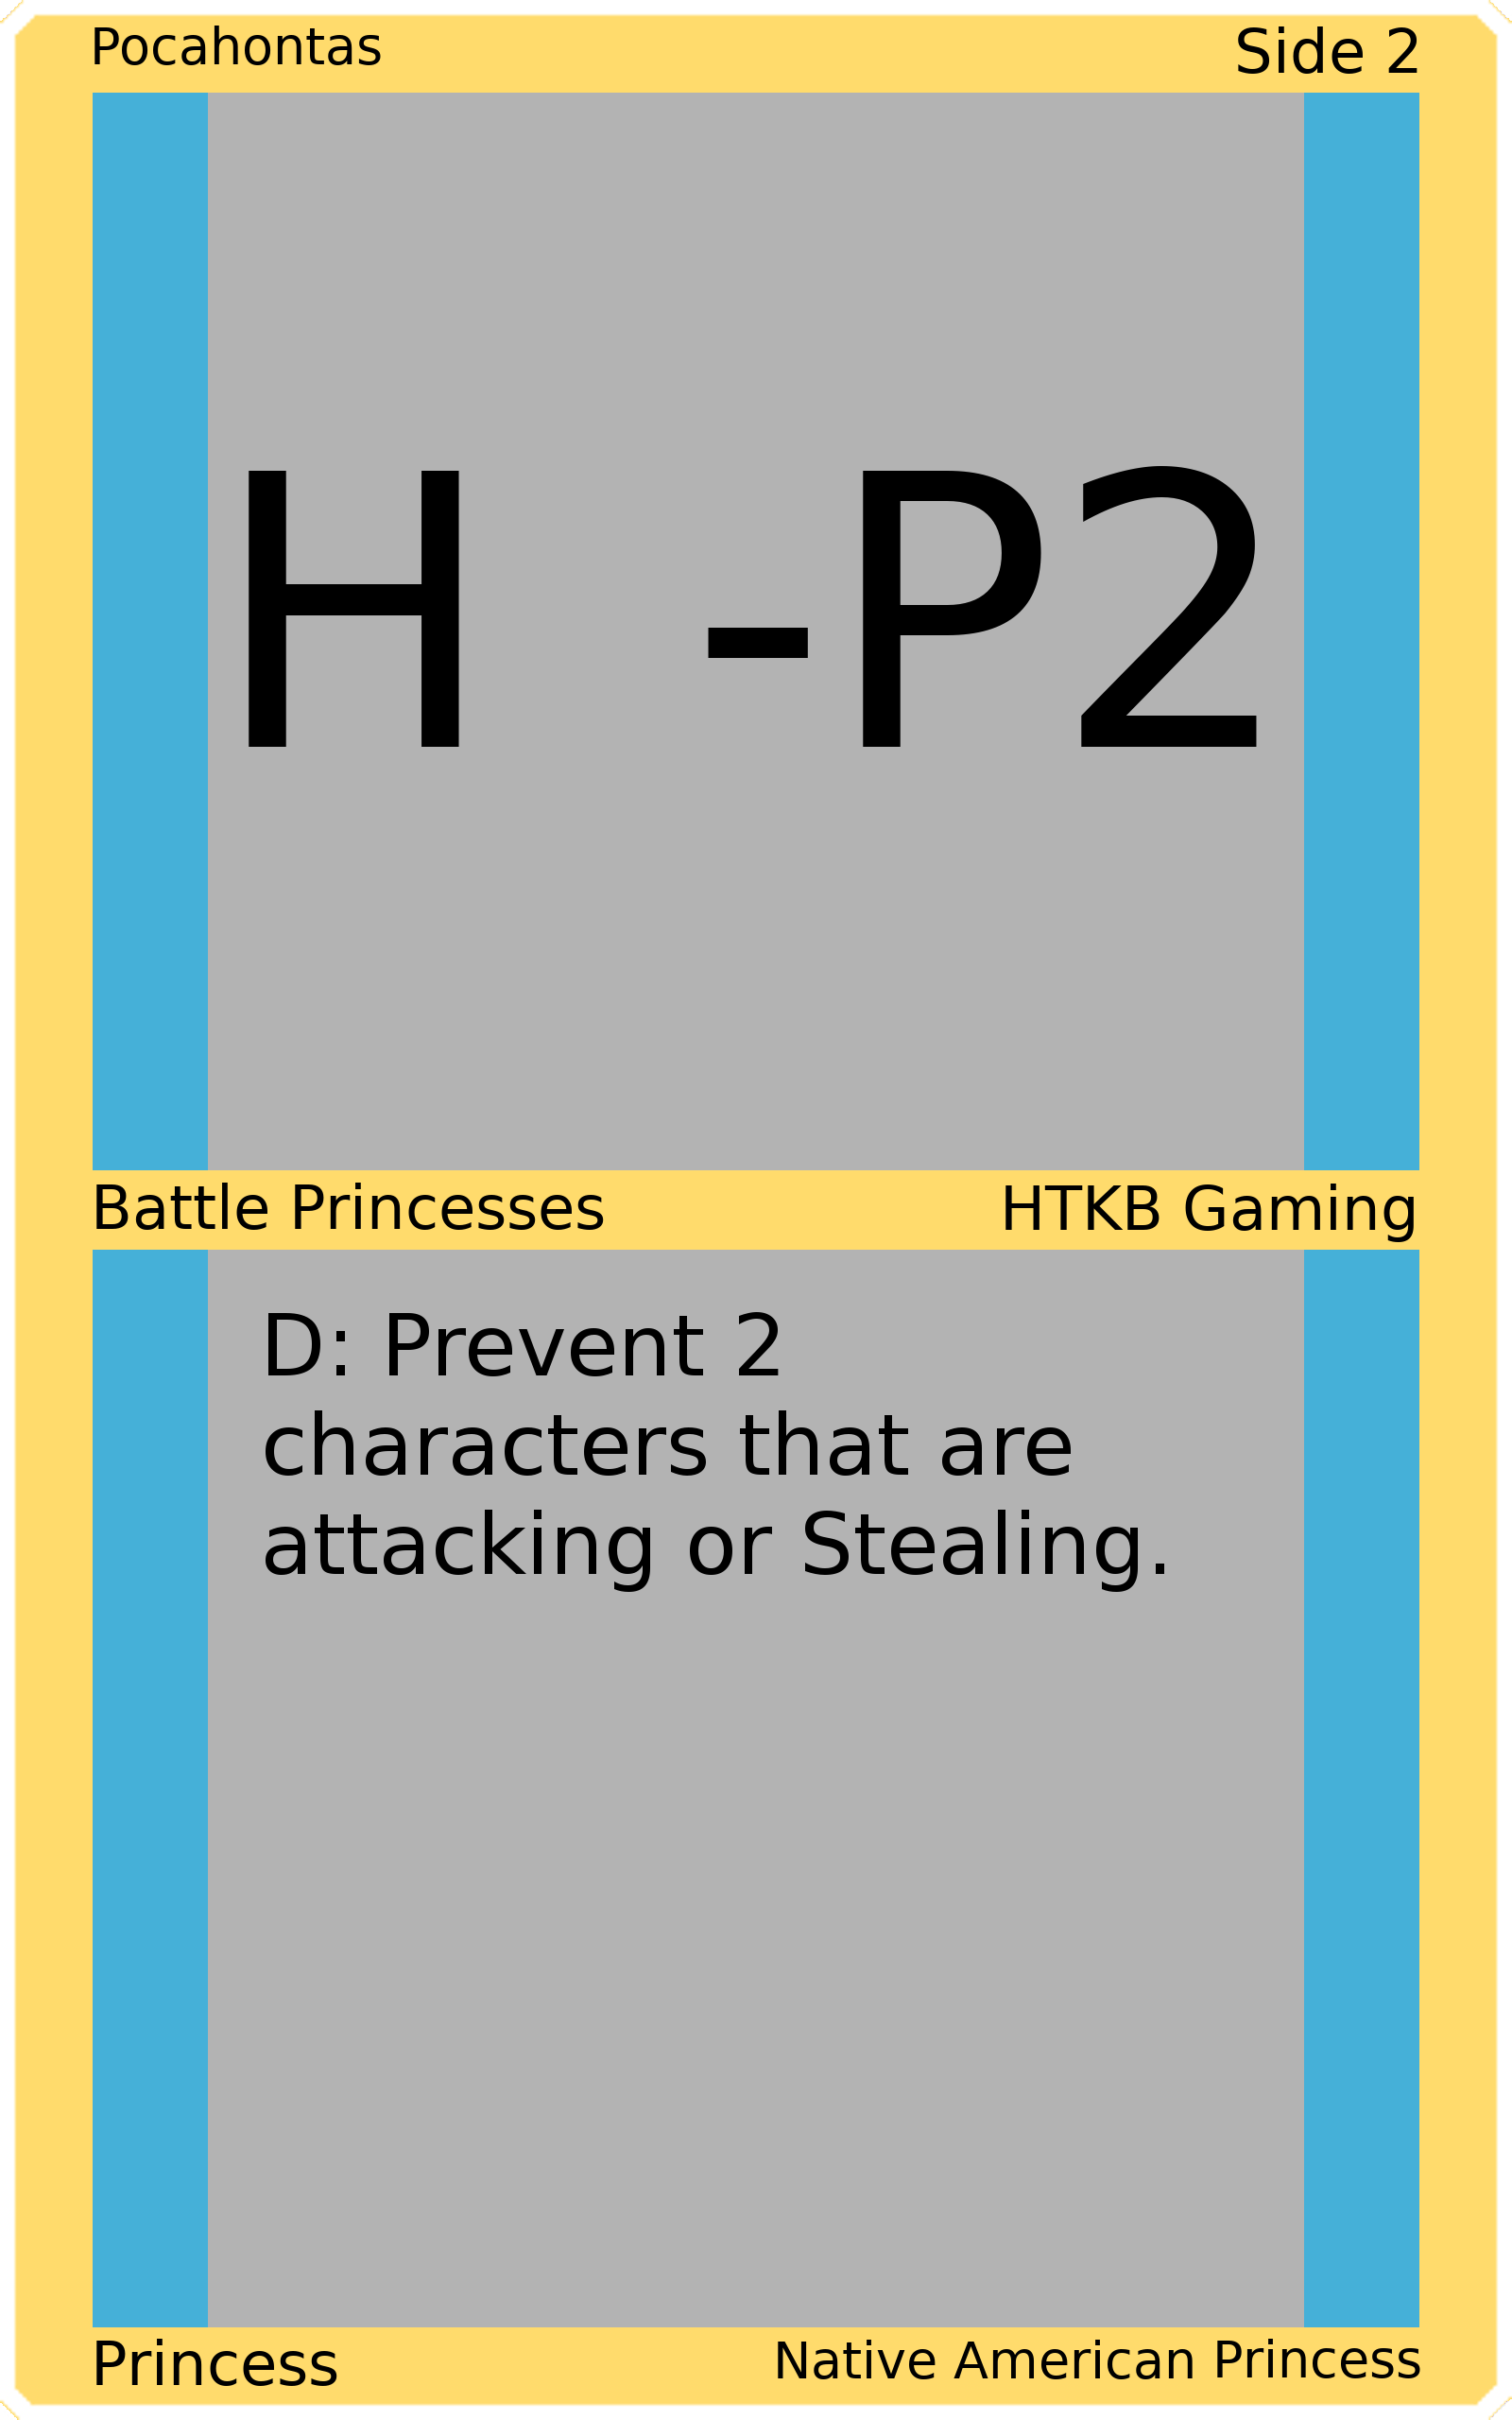 Pocahontas Side 2
H -P2
Battle Princesses HTKB Gaming
D: Prevent 2
characters that are
attacking or Stealing.
Princess Native American Princess